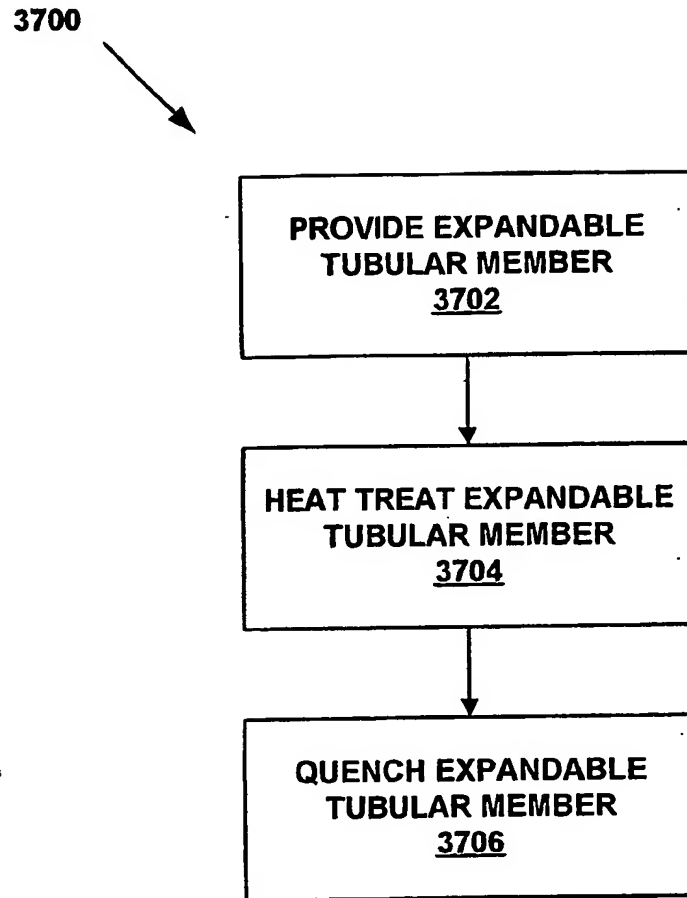 3700
PROVIDE EXPANDABLE
TUBULAR MEMBER
3702
HEAT TREAT EXPANDABLE
TUBULAR MEMBER
3704
QUENCH EXPANDABLE
TUBULAR MEMBER
3706